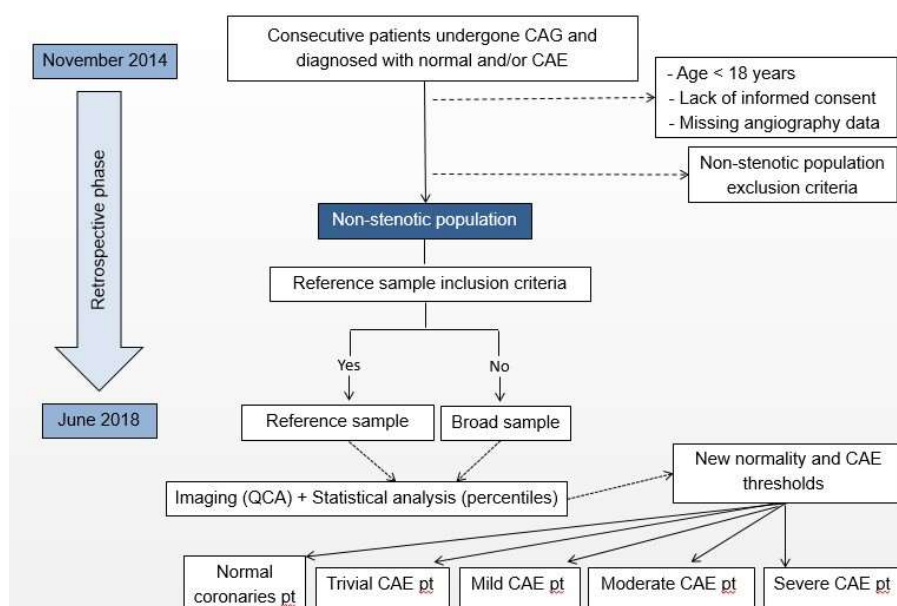 Consecutive patients undergone CAG and
diagnosed with normal and/or CAE
November 2014
- Age < 18 years
- Lack of informed consent
- Missing angiography data
Non-stenotic population
exclusion criteria
Retrospective phase
Non-stenotic population
Reference sample inclusion criteria
Yes
No
June 2018
Reference sample
Broad sample
New normality and CAE
thresholds
Imaging (QCA) + Statistical analysis (percentiles)
Normal
coronaries pt
Trivial CAE pt
Mild CAE pt
Moderate CAE pt
Severe CAE pt